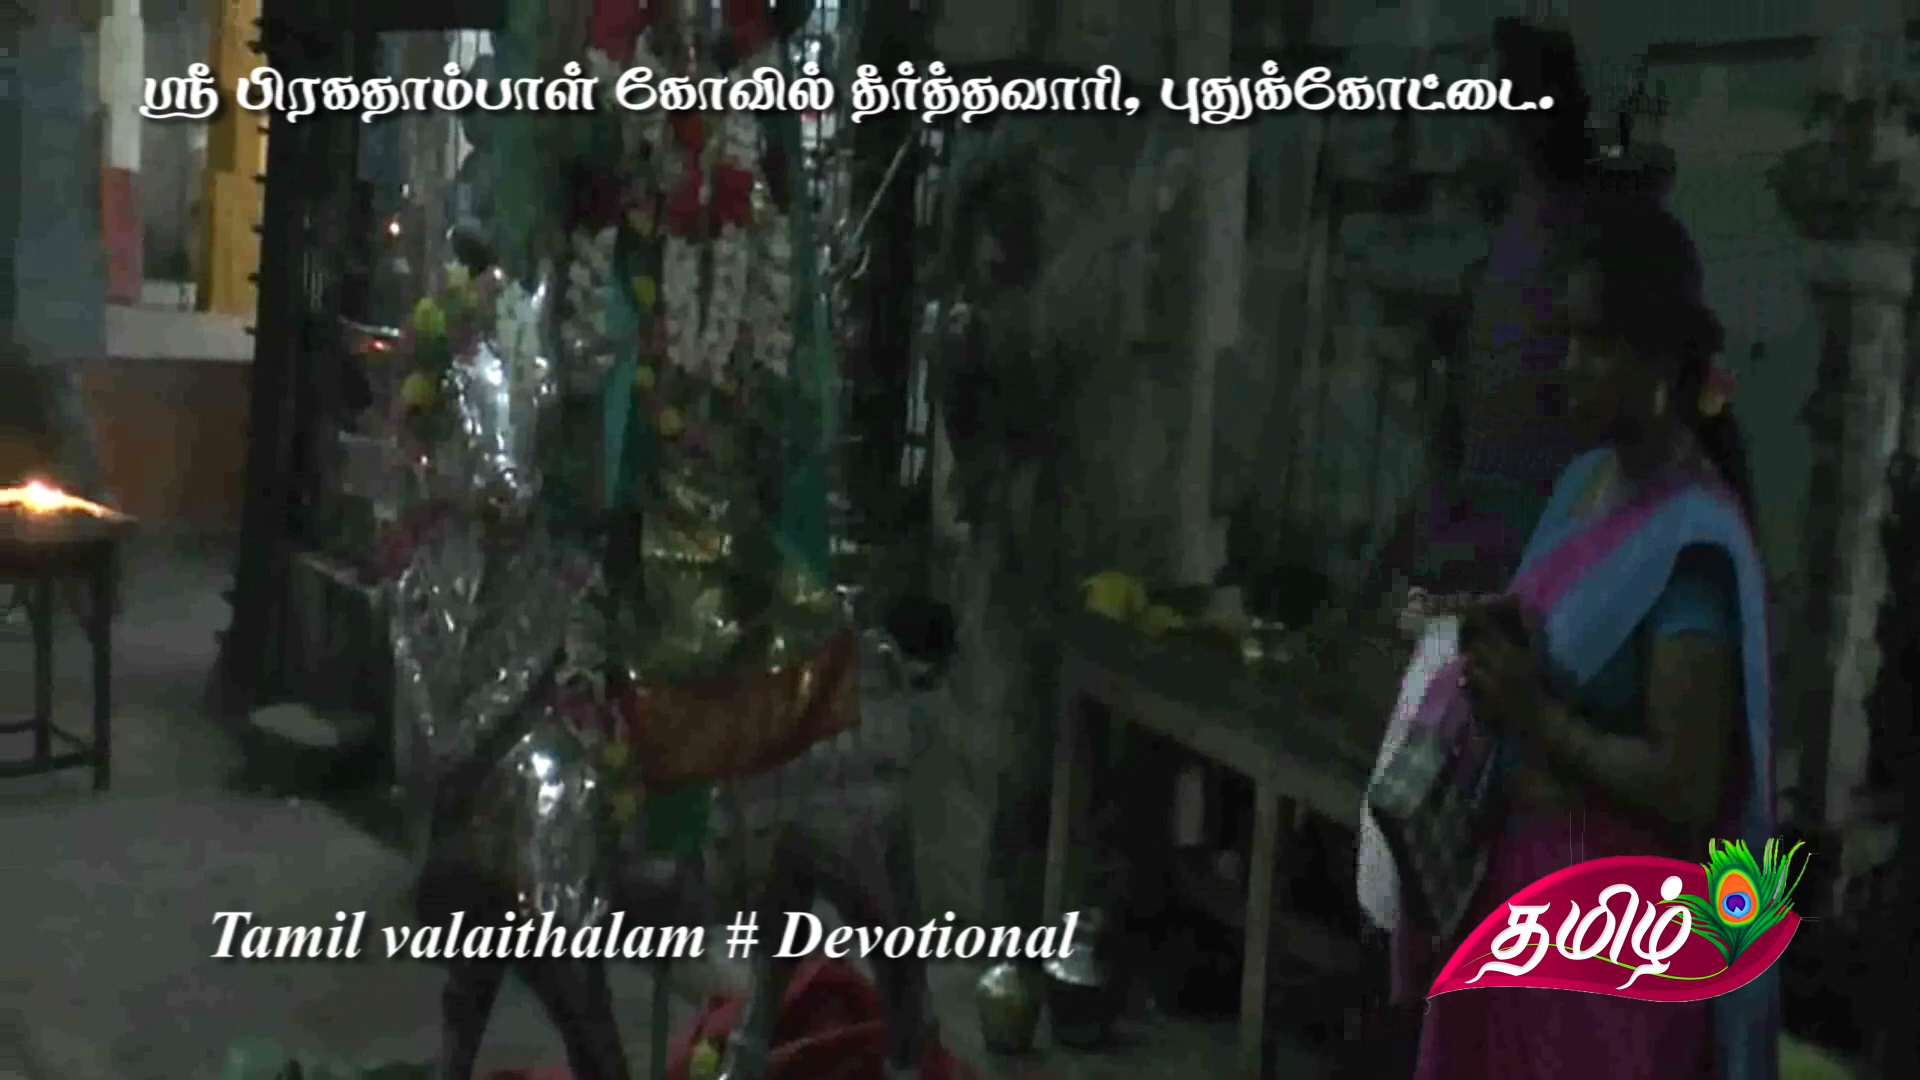 ஸ்ரீ பிரகதாம்பாள் கோவில் தீர்த்தவாரி, புதுக்கோட்டை.
Tamil valaithalam # Devotional
தமிழ்